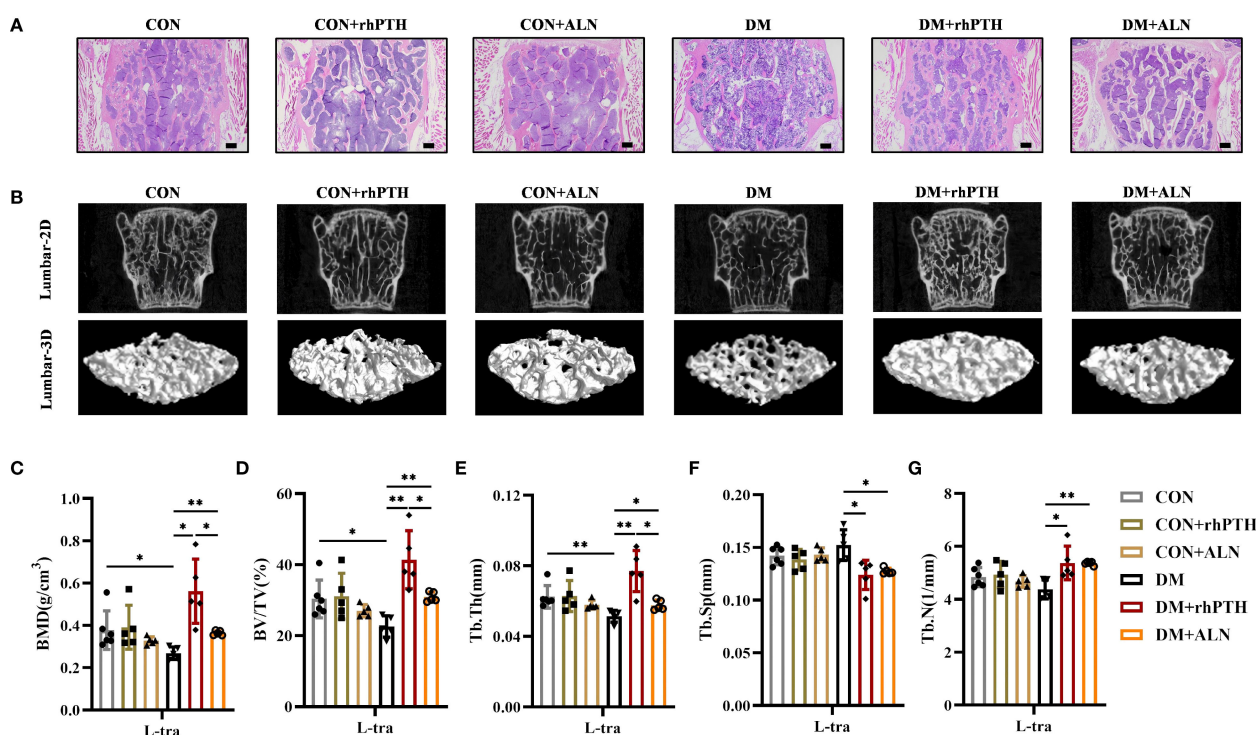 A
CON CON+rhPTH CON+ALN DM DM+rhPTH DM+ALN
B
CON CON+rhPTH CON+ALN DM DM+rhPTH DM+ALN
Lumbar-2D
Lumbar-3D
C
BMD(g/cm³)
1.0
0.8
0.6
0.4
0.2
0.0
* * * **
L-tra
D
BV/TV(%)
60
40
20
0
* ** * **
L-tra
E
Tb.Th(mm)
0.12
0.08
0.04
0.00
** ** * *
L-tra
F
Tb.Sp(mm)
0.20
0.15
0.10
0.05
0.00
* *
L-tra
G
Tb.N(1/mm)
8
6
4
2
0
* **
L-tra
CON
CON+rhPTH
CON+ALN
DM
DM+rhPTH
DM+ALN